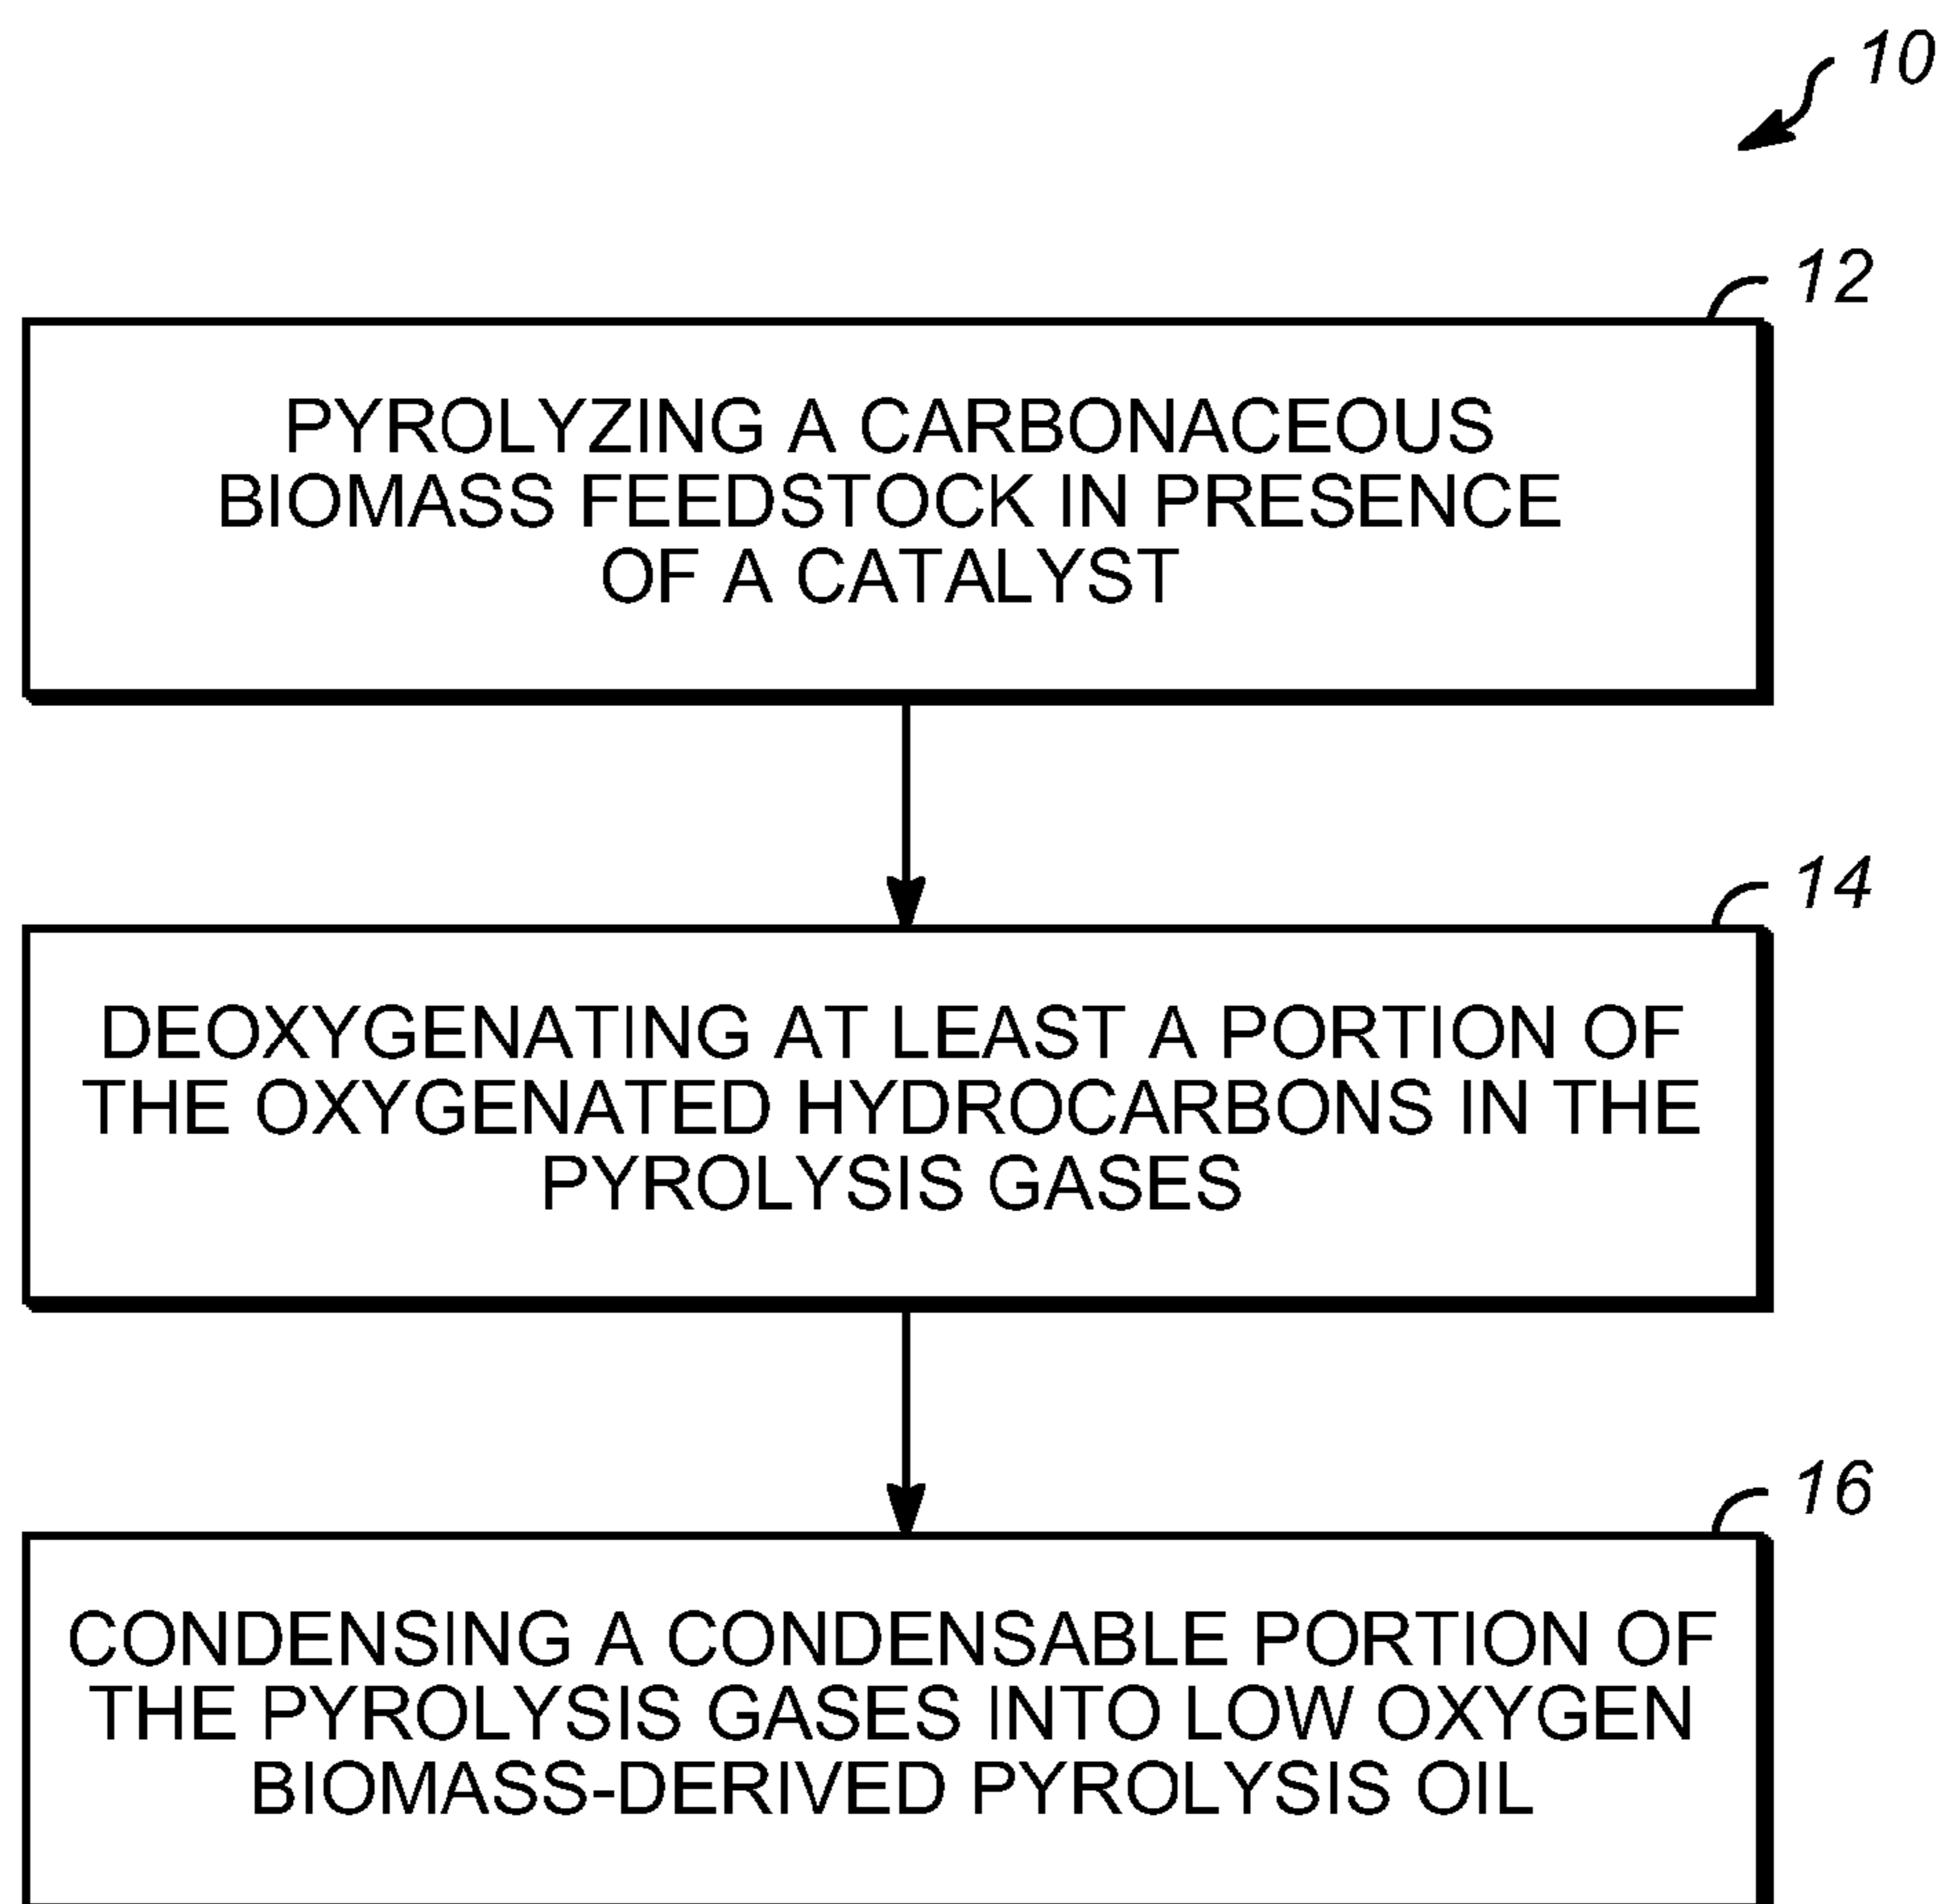 10
12
PYROLYZING A CARBONACEOUS
BIOMASS FEEDSTOCK IN PRESENCE
OF A CATALYST
14
DEOXYGENATING AT LEAST A PORTION OF
THE OXYGENATED HYDROCARBONS IN THE
PYROLYSIS GASES
16
CONDENSING A CONDENSABLE PORTION OF
THE PYROLYSIS GASES INTO LOW OXYGEN
BIOMASS-DERIVED PYROLYSIS OIL